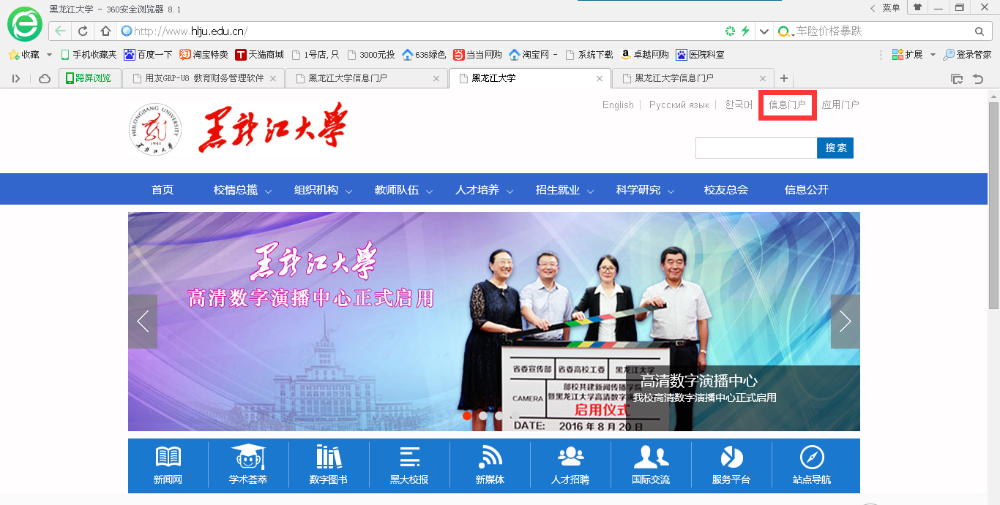 黑龙江大学 - 360安全浏览器 8.1
菜单
http://www.hlju.edu.cn/
车险价格暴跌
收藏 手机收藏夹 百度一下 淘宝特卖 天猫商城 1号店,只 3000元投 636绿色 当当网购 淘宝网 - 系统下载 卓越网购 医院科室 扩展 登录管家
跨屏浏览 用友GRP-U8 教育财务管理软件 黑龙江大学信息门户 黑龙江大学 黑龙江大学信息门户
English Русский язык 한국어 信息门户 应用门户
HEILONGJIANG UNIVERSITY
1941
黑龙江大学
黑龙江大学
搜 索
首页 校情总揽 组织机构 教师队伍 人才培养 招生就业 科学研究 校友总会 信息公开
黑龙江大学
高清数字演播中心正式启用
省委宣传部 省委高校工委 黑龙江大学
部校共建新闻传播学院
CAMERA 暨黑龙江大学高清数字演
启用仪式
DATE: 2016年8月20日
高清数字演播中心
我校高清数字演播中心正式启用
新闻网 学术荟萃 数字图书 黑大校报 新媒体 人才招聘 国际交流 服务平台 站点导航